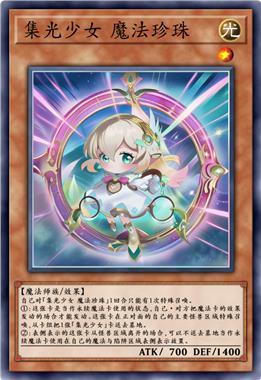 集光少女 魔法珍珠
光
【魔法师族/效果】
自己对「集光少女 魔法珍珠」1回合只能有1次特殊召唤。
①：这张卡是当作永续魔法卡使用的状态，自己·对方把魔法卡的效果
发动的场合才能发动。这张卡在正对面的自己的主要怪兽区域特殊召
唤，从卡组把1张「集光少女」卡送去墓地。
②：表侧表示的这张卡从怪兽区域离开的场合，可以不送去墓地当作永
续魔法卡使用在自己的魔法与陷阱区域表侧表示放置。
ATK/ 700 DEF/1400